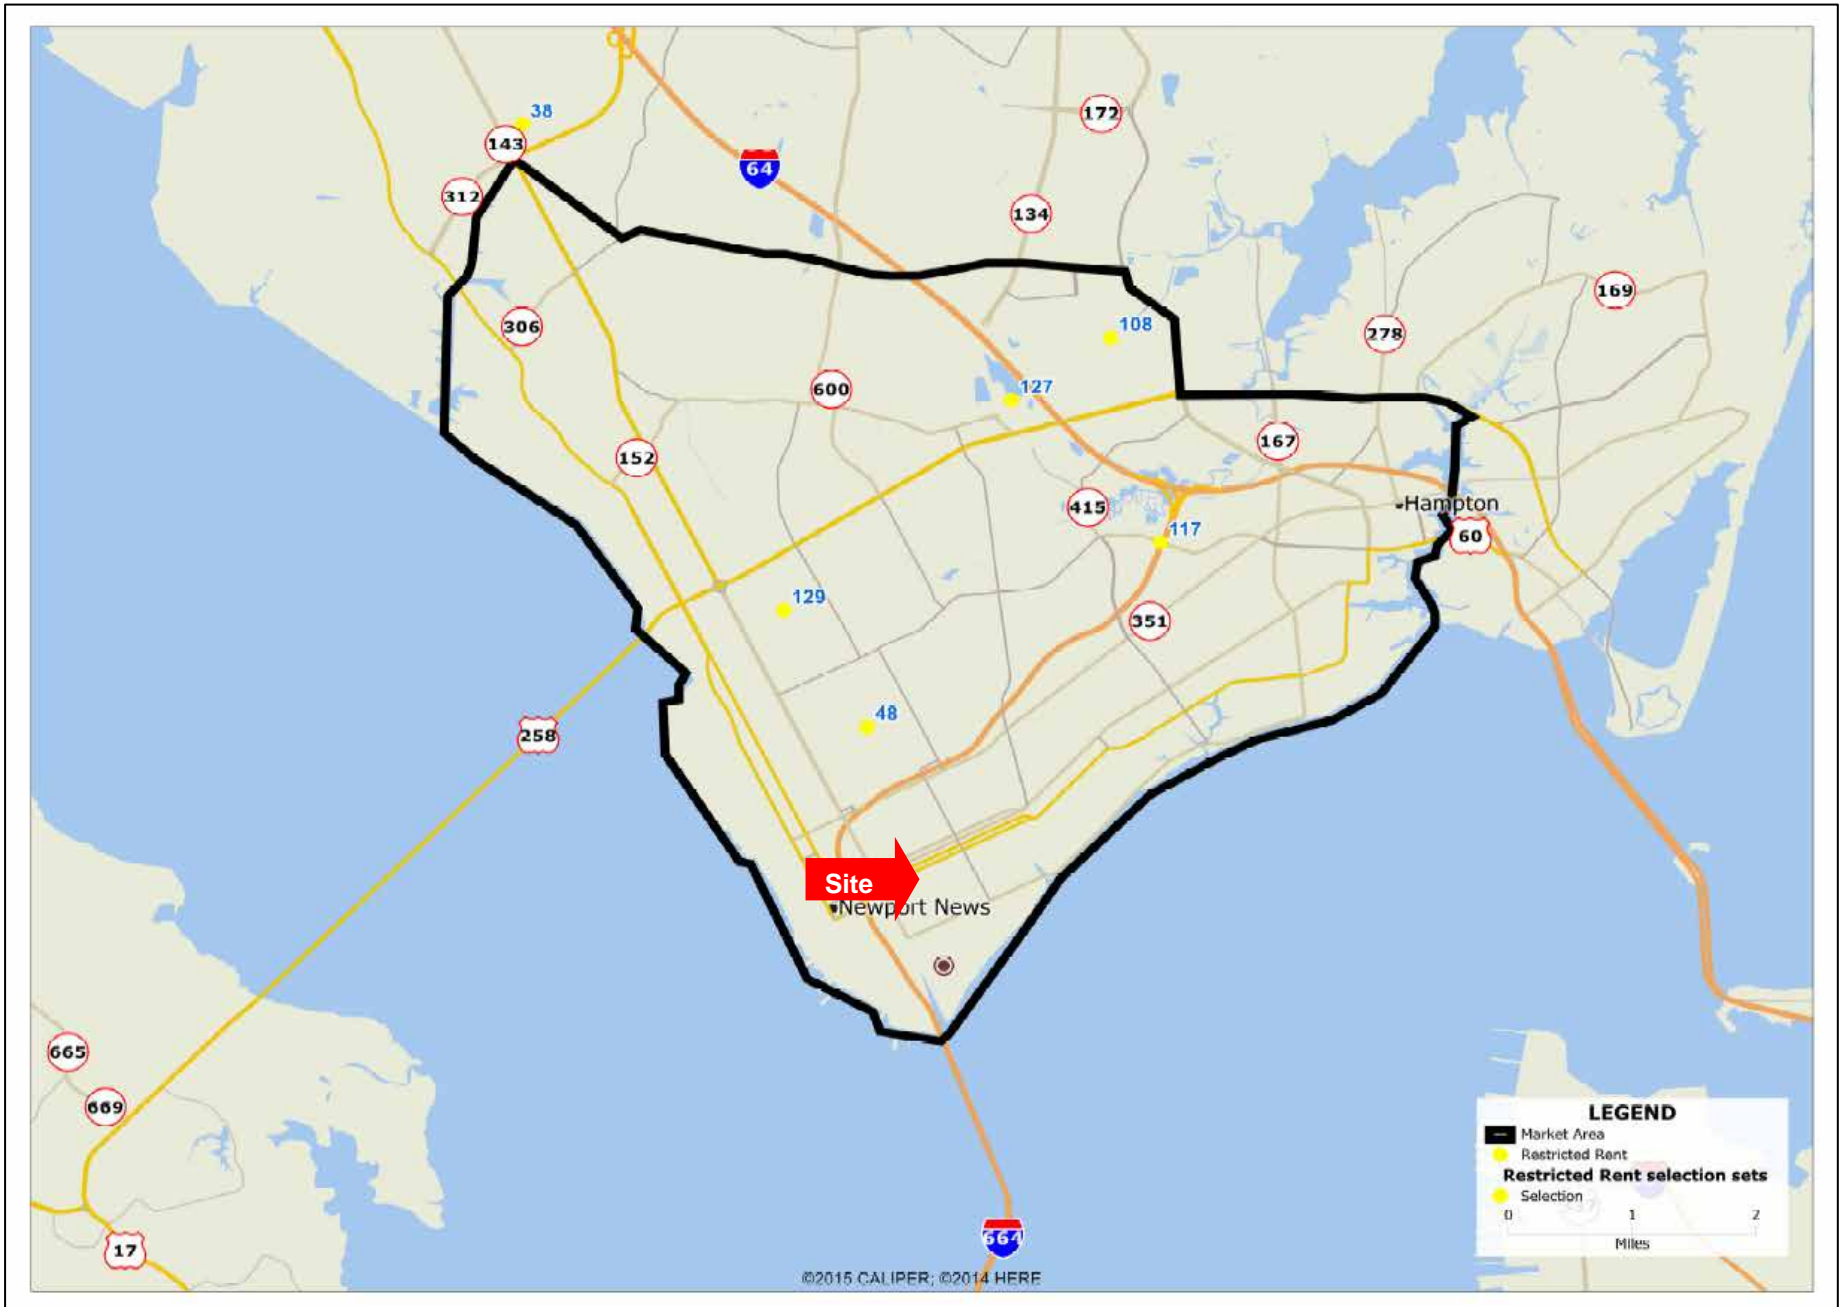 38
143
172
64
312
134
169
306
108
278
127
600
167
152
415
Hampton
117
60
129
351
48
258
Site
Newport News
665
669
LEGEND
Market Area
Restricted Rent
Restricted Rent selection sets
Selection
0 1 2
Miles
664
17
©2015 CALIPER; ©2014 HERE